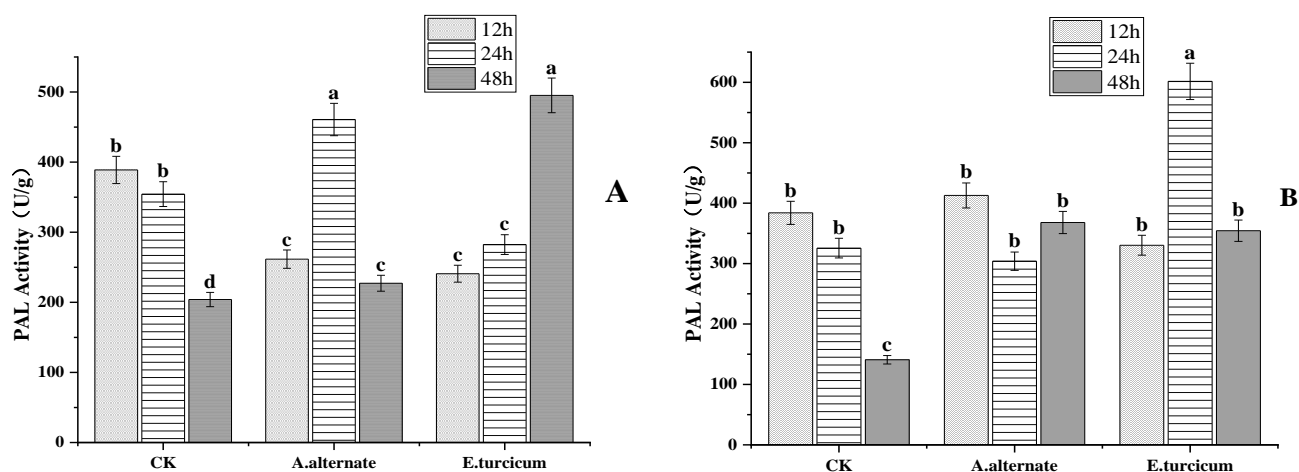 12h
24h
48h
500
400
300
200
100
0
PAL Activity（U/g）
b
b
d
c
a
c
c
c
a
CK
A.alternate
E.turcicum
A
12h
24h
48h
600
500
400
300
200
100
0
PAL Activity（U/g）
b
b
c
b
b
b
b
a
b
CK
A.alternate
E.turcicum
B